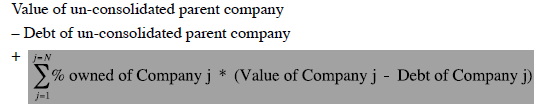 Value of un-consolidated parent company
– Debt of un-consolidated parent company
+ j=N
∑ % owned of Company j * (Value of Company j - Debt of Company j)
j=1